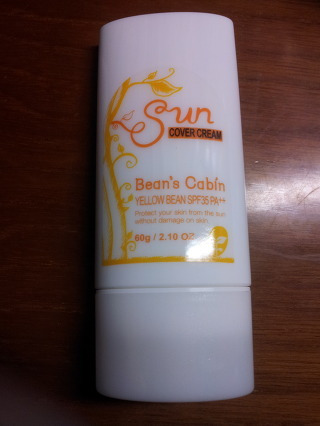 Sun
COVER CREAM
Bean's Cabin
YELLOW BEAN SPF35 PA++
Protect your skin from the sun
without damage on skin.
60g / 2.10 OZ